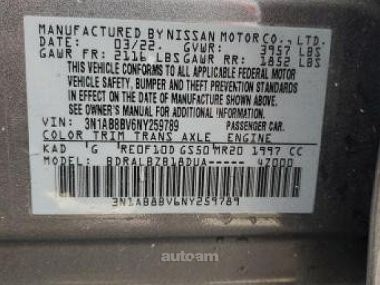 MANUFACTURED BY NISSAN MOTOR CO., LTD.
DATE: 03/22. GVWR: 3957 LBS
GAWR FR: 2116 LBS GAWR RR: 1852 LBS
THIS VEHICLE CONFORMS TO ALL APPLICABLE FEDERAL MOTOR
VEHICLE SAFETY, BUMPER, AND THEFT PREVENTION STANDARDS
IN EFFECT ON THE DATE OF MANUFACTURE SHOWN ABOVE.
SEE OWNER'S MANUAL FOR ADDITIONAL INFORMATION.
VIN: 3N1AB8BV6NY259789 PASSENGER CAR.
COLOR TRIM TRANS AXLE ENGINE
KAD G RE0F10D GS50 MR20 1997 CC
MODEL: BDRALBZB18DUA----- 4Z000
3N1AB8BV6NY259789
autoam